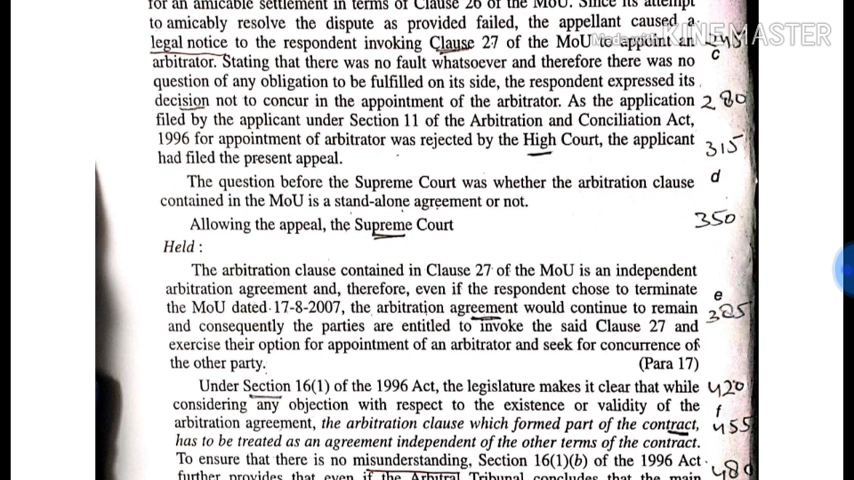 for an amicable settlement in terms of Clause 26 of the MoU. Since its attempt
to amicably resolve the dispute as provided failed, the appellant caused a
legal notice to the respondent invoking Clause 27 of the MoU to appoint an
arbitrator. Stating that there was no fault whatsoever and therefore there was no c
question of any obligation to be fulfilled on its side, the respondent expressed its
decision not to concur in the appointment of the arbitrator. As the application 280
filed by the applicant under Section 11 of the Arbitration and Conciliation Act,
1996 for appointment of arbitrator was rejected by the High Court, the applicant 315
had filed the present appeal.
The question before the Supreme Court was whether the arbitration clause d
contained in the MoU is a stand-alone agreement or not.
Allowing the appeal, the Supreme Court 350
Held :
The arbitration clause contained in Clause 27 of the MoU is an independent
arbitration agreement and, therefore, even if the respondent chose to terminate e
the MoU dated 17-8-2007, the arbitration agreement would continue to remain 385
and consequently the parties are entitled to invoke the said Clause 27 and
exercise their option for appointment of an arbitrator and seek for concurrence of
the other party. (Para 17)
Under Section 16(1) of the 1996 Act, the legislature makes it clear that while 420
considering any objection with respect to the existence or validity of the f
arbitration agreement, the arbitration clause which formed part of the contract, 455
has to be treated as an agreement independent of the other terms of the contract.
To ensure that there is no misunderstanding, Section 16(1)(b) of the 1996 Act 480
further provides that even if the Arbitral Tribunal concludes that the main
KINEMASTER